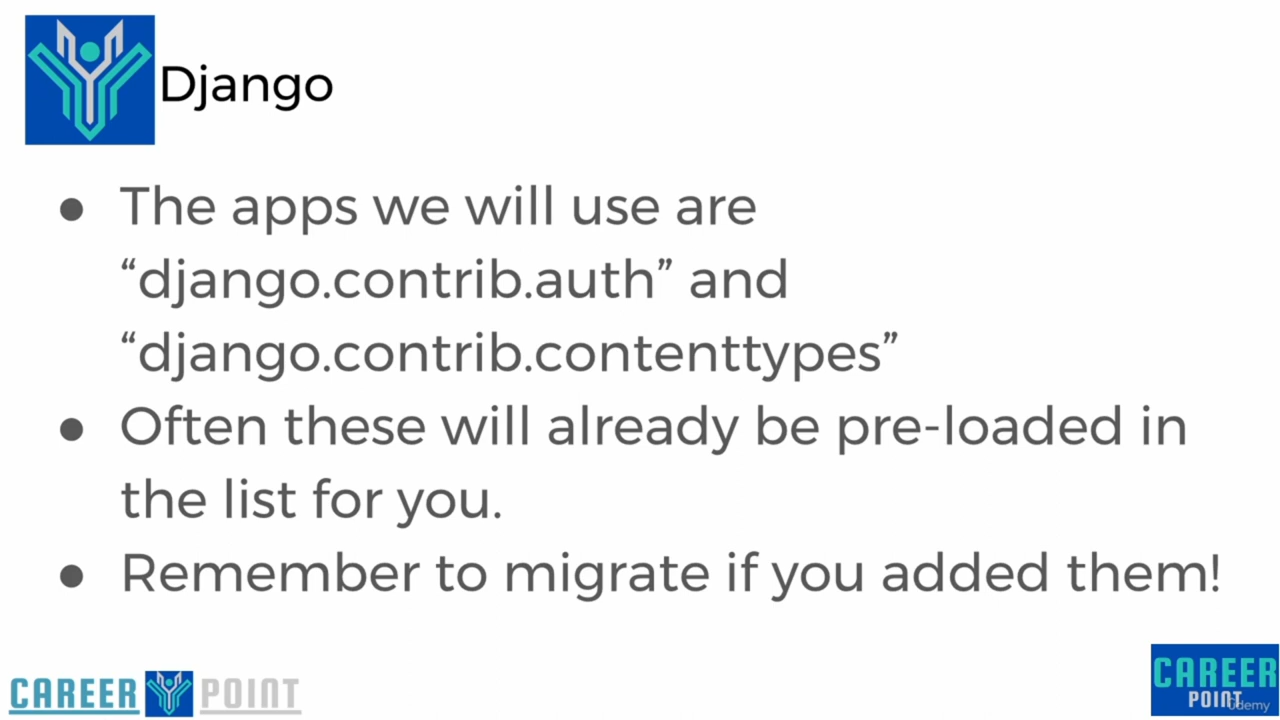 Django
● The apps we will use are
“django.contrib.auth” and
“django.contrib.contenttypes”
● Often these will already be pre-loaded in
the list for you.
● Remember to migrate if you added them!
CAREER POINT
CAREER
POINT
ûdemy